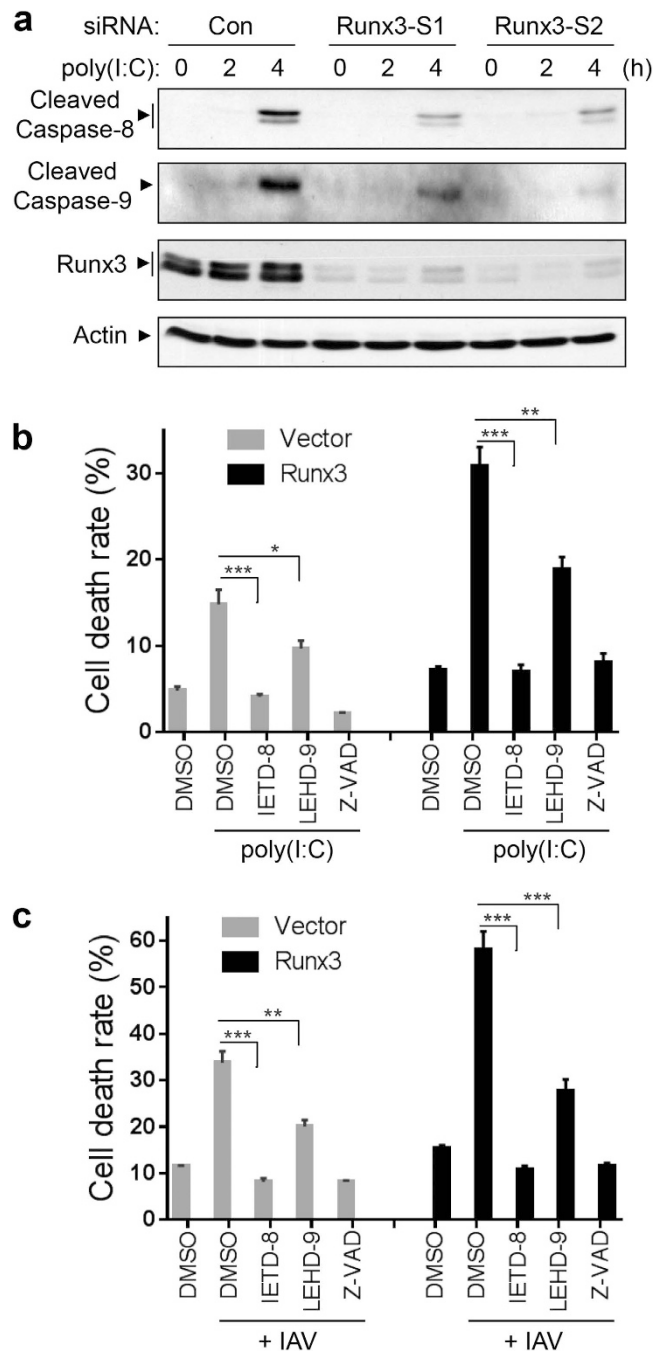 a
siRNA: Con Runx3-S1 Runx3-S2
poly(I:C): 0 2 4 0 2 4 0 2 4 (h)
Cleaved
Caspase-8
Cleaved
Caspase-9
Runx3
Actin
b
Vector
Runx3
Cell death rate (%)
30
20
10
0
*
***
**
***
DMSO DMSO IETD-8 LEHD-9 Z-VAD DMSO DMSO IETD-8 LEHD-9 Z-VAD
poly(I:C) poly(I:C)
c
Vector
Runx3
Cell death rate (%)
60
50
40
30
20
10
0
**
***
***
***
DMSO DMSO IETD-8 LEHD-9 Z-VAD DMSO DMSO IETD-8 LEHD-9 Z-VAD
+ IAV + IAV